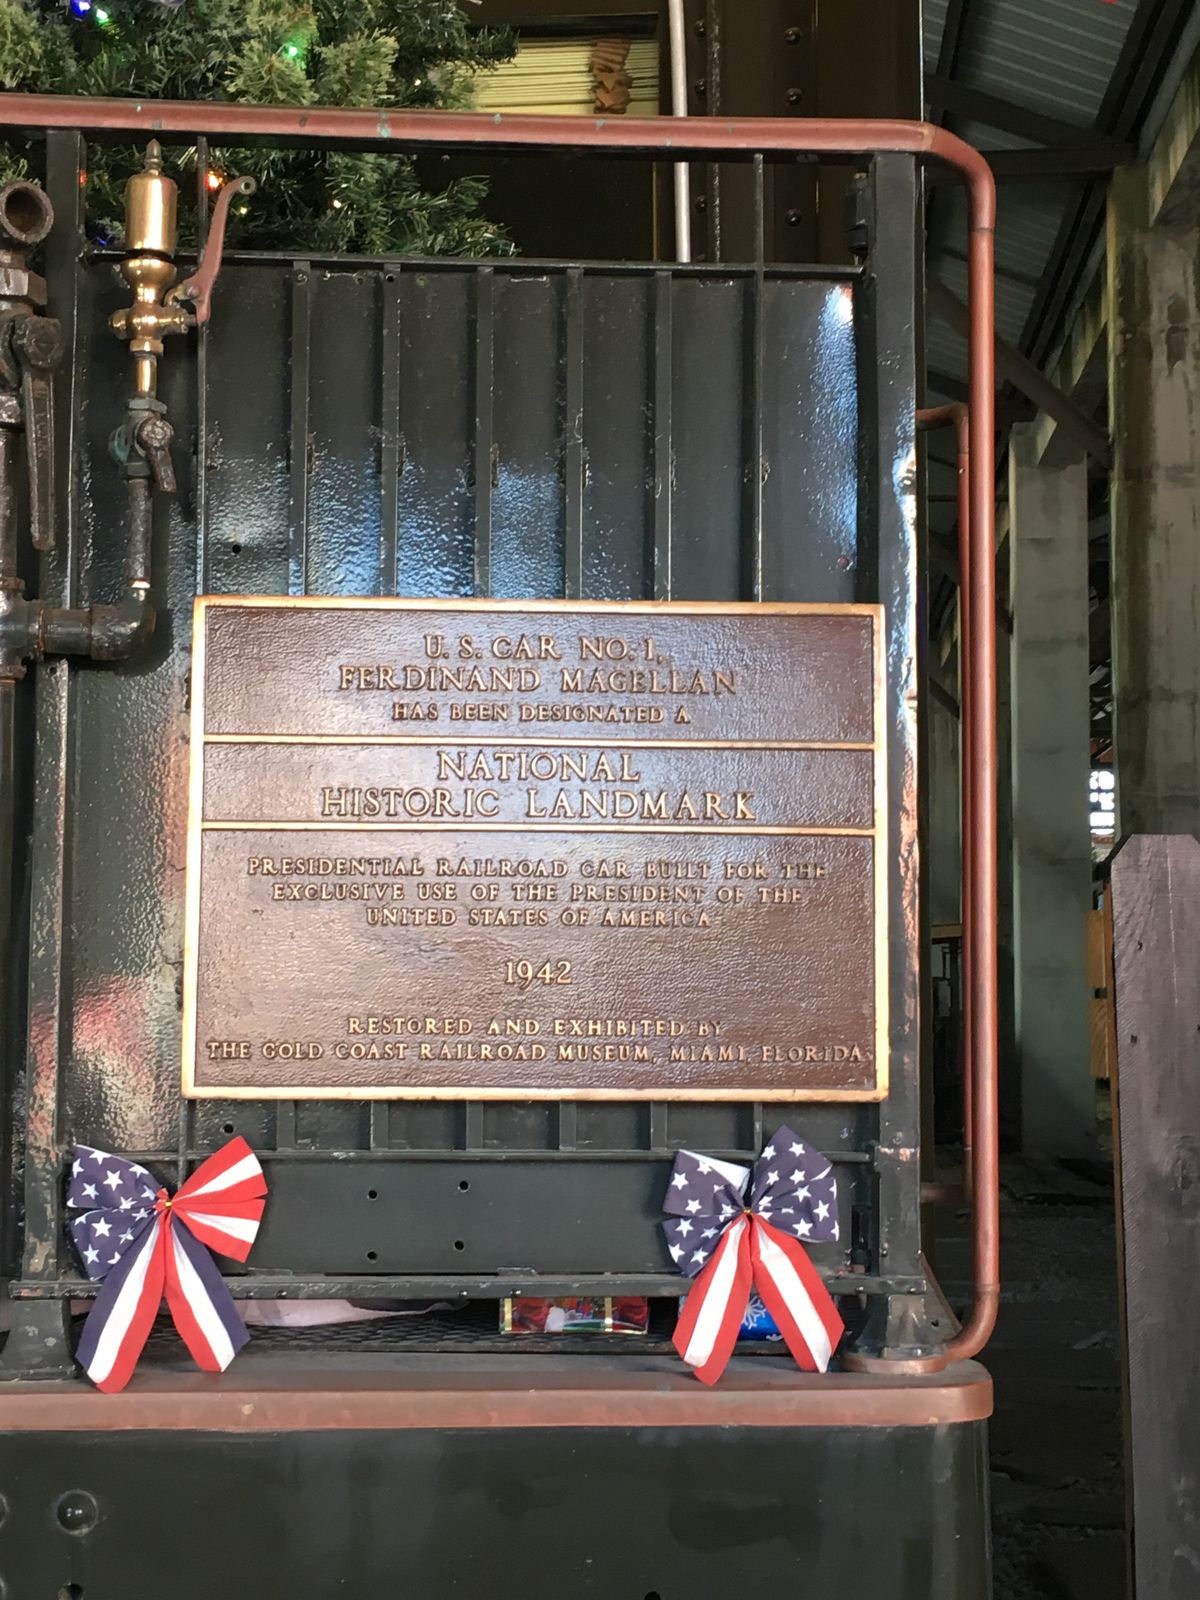 U. S. CAR NO. 1,
FERDINAND MAGELLAN
HAS BEEN DESIGNATED A
NATIONAL
HISTORIC LANDMARK
PRESIDENTIAL RAILROAD CAR BUILT FOR THE
EXCLUSIVE USE OF THE PRESIDENT OF THE
UNITED STATES OF AMERICA
1942
RESTORED AND EXHIBITED BY
THE GOLD COAST RAILROAD MUSEUM, MIAMI, FLORIDA